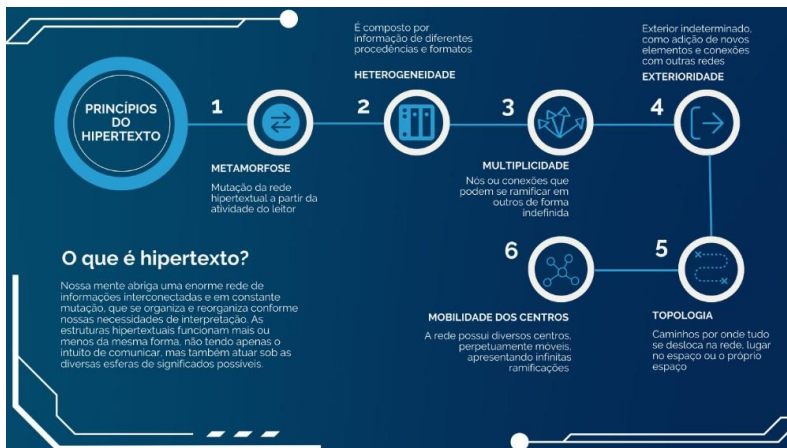 PRINCÍPIOS
DO
HIPERTEXTO
1
METAMORFOSE
Mutação da rede
hipertextual a partir da
atividade do leitor
É composto por
informação de diferentes
procedências e formatos
HETEROGENEIDADE
2
3
MULTIPLICIDADE
Nós ou conexões que
podem se ramificar em
outros de forma
indefinida
Exterior indeterminado,
como adição de novos
elementos e conexões
com outras redes
EXTERIORIDADE
4
5
TOPOLOGIA
Caminhos por onde tudo
se desloca na rede, lugar
no espaço ou o próprio
espaço
6
MOBILIDADE DOS CENTROS
A rede possui diversos centros,
perpetuamente móveis,
apresentando infinitas
ramificações
O que é hipertexto?
Nossa mente abriga uma enorme rede de
informações interconectadas e em constante
mutação, que se organiza e reorganiza conforme
nossas necessidades de interpretação. As
estruturas hipertextuais funcionam mais ou
menos da mesma forma, não tendo apenas o
intuito de comunicar, mas também atuar sob as
diversas esferas de significados possíveis.